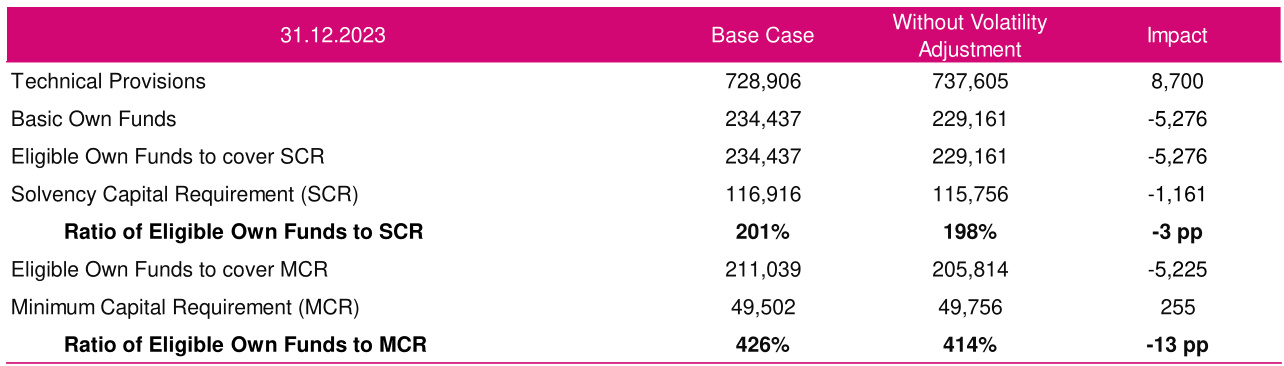 31.12.2023 Base Case Without Volatility Adjustment Impact
Technical Provisions 728,906 737,605 8,700
Basic Own Funds 234,437 229,161 -5,276
Eligible Own Funds to cover SCR 234,437 229,161 -5,276
Solvency Capital Requirement (SCR) 116,916 115,756 -1,161
Ratio of Eligible Own Funds to SCR 201% 198% -3 pp
Eligible Own Funds to cover MCR 211,039 205,814 -5,225
Minimum Capital Requirement (MCR) 49,502 49,756 255
Ratio of Eligible Own Funds to MCR 426% 414% -13 pp